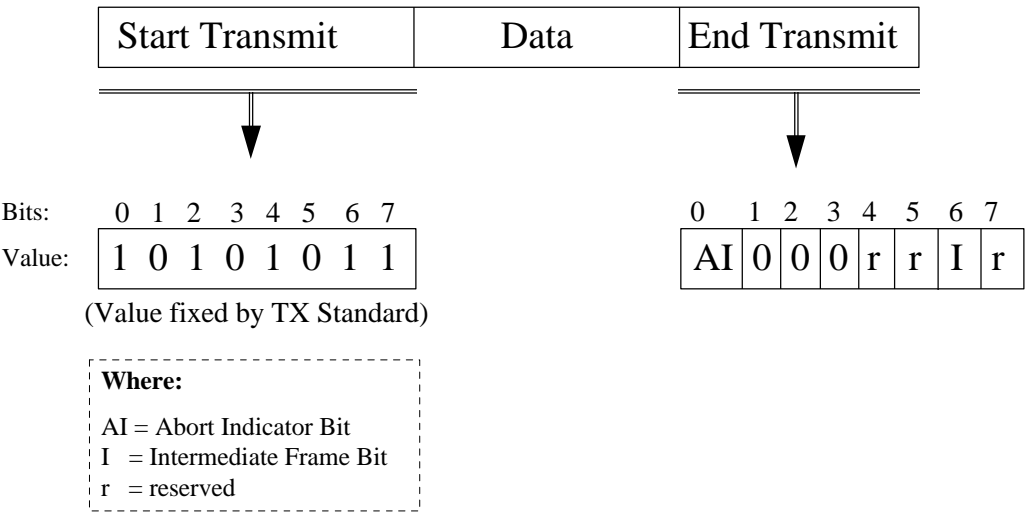 Start Transmit Data End Transmit
Bits: 0 1 2 3 4 5 6 7 0 1 2 3 4 5 6 7
Value: 1 0 1 0 1 0 1 1 AI 0 0 0 r r I r
(Value fixed by TX Standard)
Where:
AI = Abort Indicator Bit
I = Intermediate Frame Bit
r = reserved